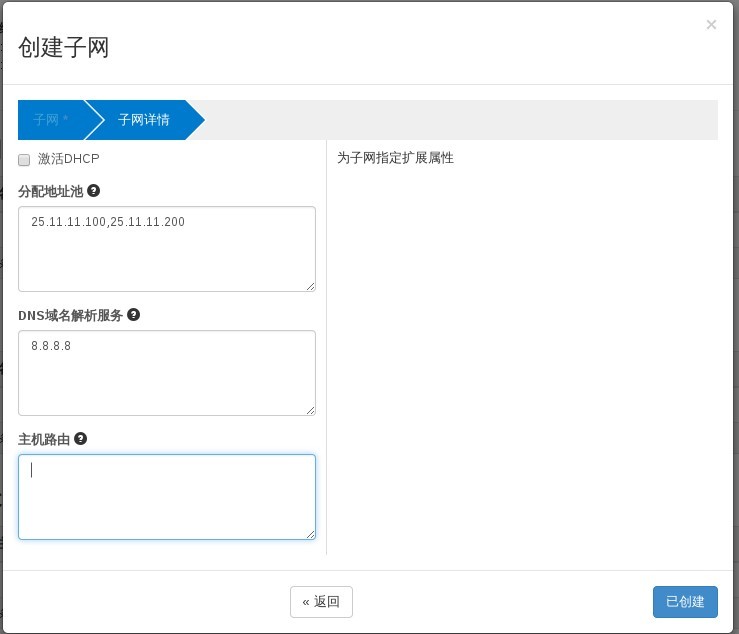 ×
创建子网
子网 *
子网详情
激活DHCP
为子网指定扩展属性
分配地址池
25.11.11.100,25.11.11.200
DNS域名解析服务
8.8.8.8
主机路由
« 返回
已创建